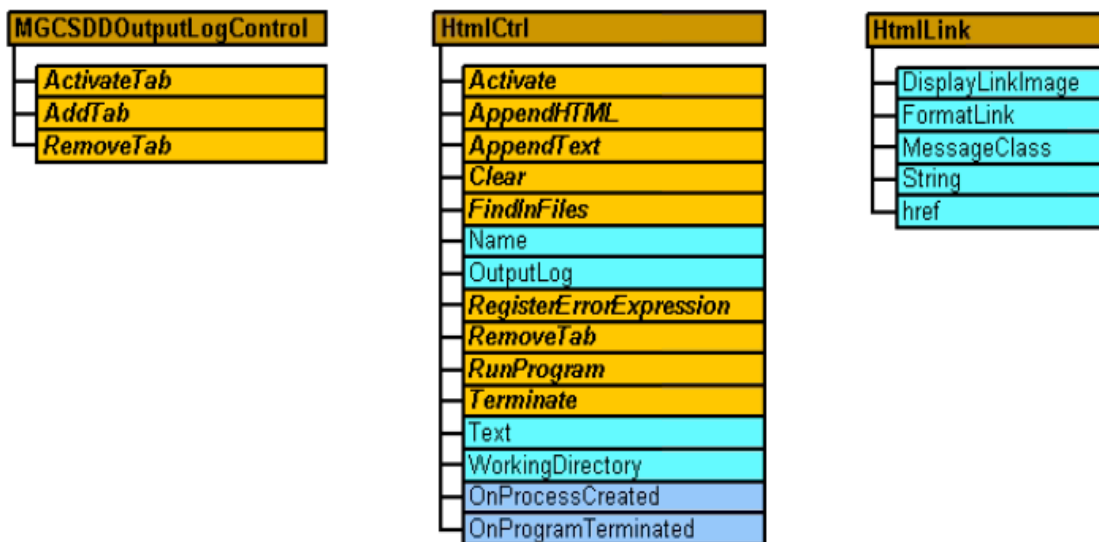 MGCSDDOutputLogControl
ActivateTab
AddTab
RemoveTab
HtmlCtrl
Activate
AppendHTML
AppendText
Clear
FindInFiles
Name
OutputLog
RegisterErrorExpression
RemoveTab
RunProgram
Terminate
Text
WorkingDirectory
OnProcessCreated
OnProgramTerminated
HtmlLink
DisplayLinkImage
FormatLink
MessageClass
String
href